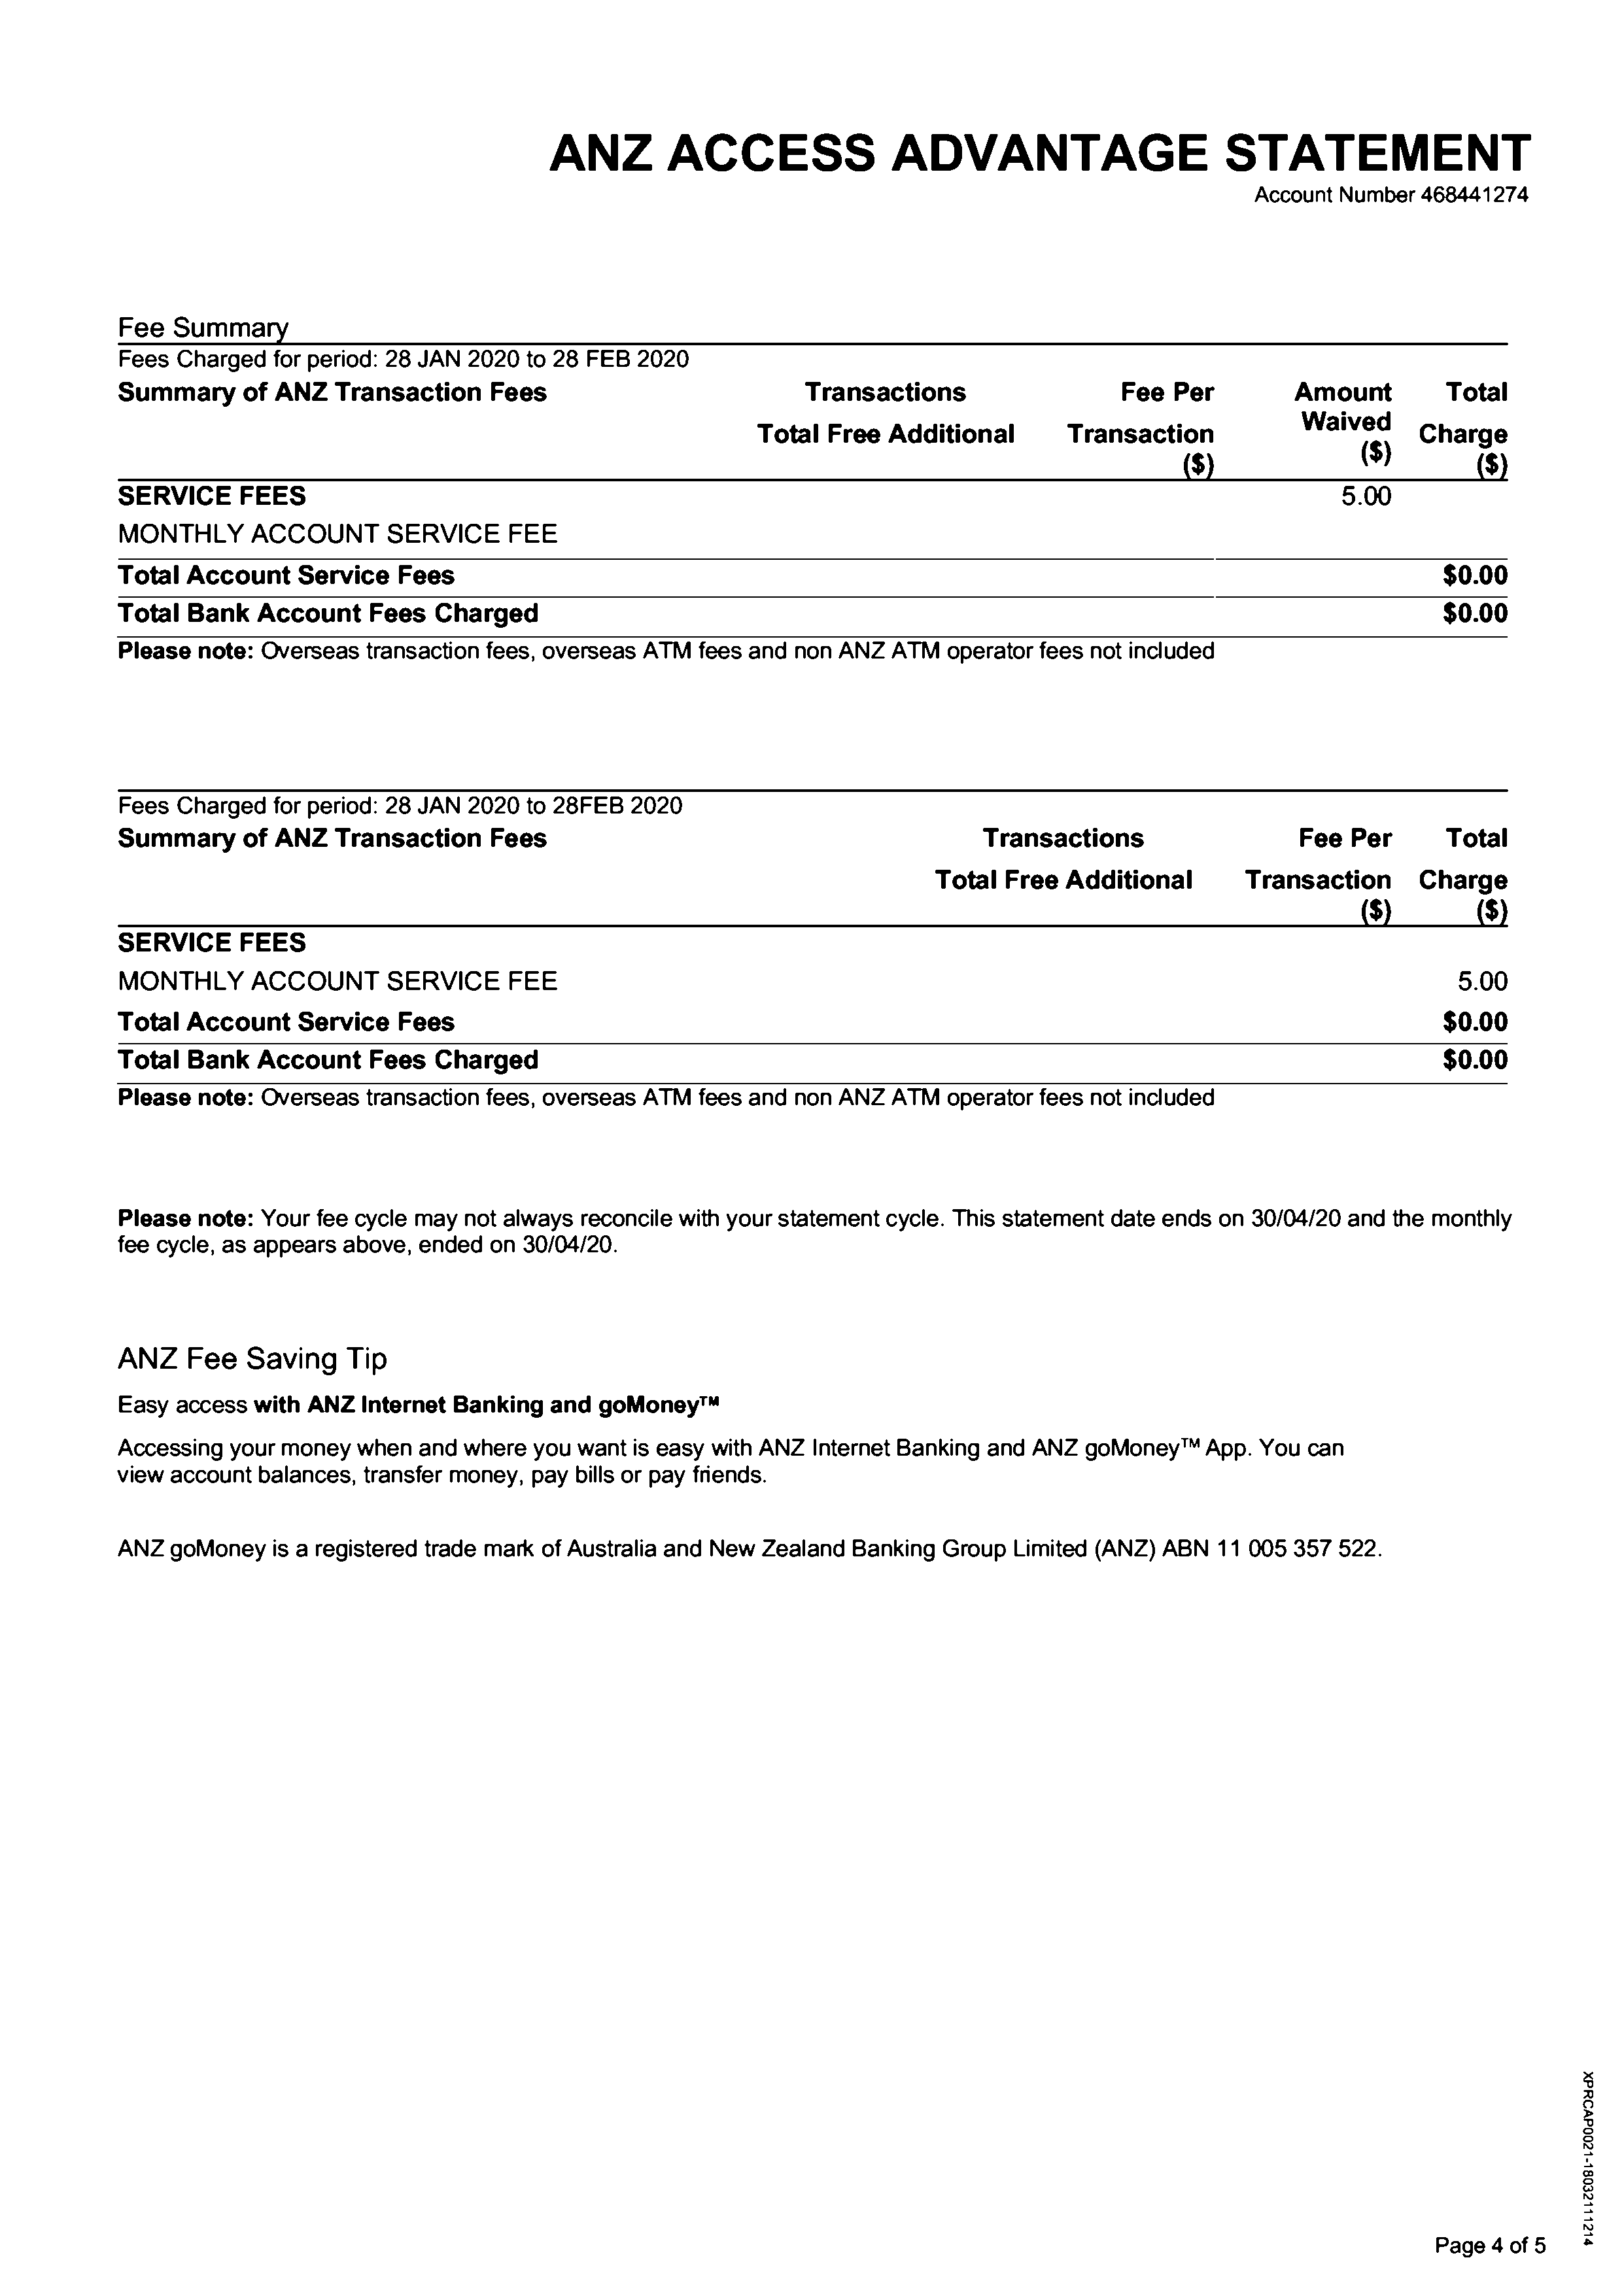 ANZ ACCESS ADVANTAGE STATEMENT
Account Number 468441274
Fee Summary
Fees Charged for period: 28 JAN 2020 to 28 FEB 2020
Summary of ANZ Transaction Fees Transactions Fee Per Amount Total
Waived
Total Free Additional Transaction Charge
($) ($) ($)
SERVICE FEES 5.00
MONTHLY ACCOUNT SERVICE FEE
Total Account Service Fees $0.00
Total Bank Account Fees Charged $0.00
Please note: Overseas transaction fees, overseas ATM fees and non ANZ ATM operator fees not included
Fees Charged for period: 28 JAN 2020 to 28FEB 2020
Summary of ANZ Transaction Fees Transactions Fee Per Total
Total Free Additional Transaction Charge
($) ($)
SERVICE FEES
MONTHLY ACCOUNT SERVICE FEE 5.00
Total Account Service Fees $0.00
Total Bank Account Fees Charged $0.00
Please note: Overseas transaction fees, overseas ATM fees and non ANZ ATM operator fees not included
Please note: Your fee cycle may not always reconcile with your statement cycle. This statement date ends on 30/04/20 and the monthly
fee cycle, as appears above, ended on 30/04/20.
ANZ Fee Saving Tip
Easy access with ANZ Internet Banking and goMoney™
Accessing your money when and where you want is easy with ANZ Internet Banking and ANZ goMoney™ App. You can
view account balances, transfer money, pay bills or pay friends.
ANZ goMoney is a registered trade mark of Australia and New Zealand Banking Group Limited (ANZ) ABN 11 005 357 522.
XPRCAP0021-18032111214
Page 4 of 5